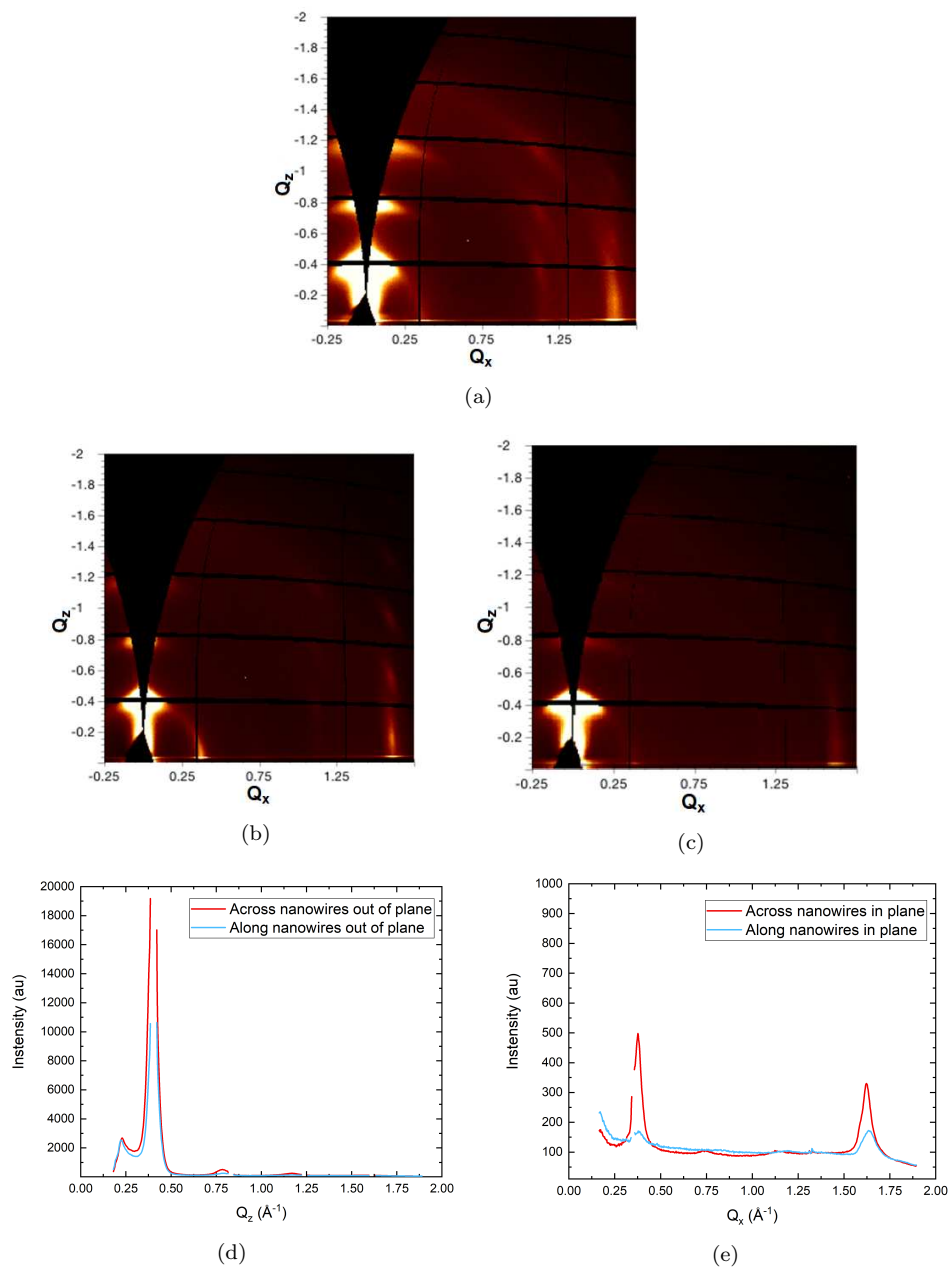 -2
-1.8
-1.6
-1.4
-1.2
-1
-0.8
-0.6
-0.4
-0.2
Qz
-0.25 0.25 0.75 1.25
Qx
(a)
-2
-1.8
-1.6
-1.4
-1.2
-1
-0.8
-0.6
-0.4
-0.2
Qz
-0.25 0.25 0.75 1.25
Qx
(b)
-2
-1.8
-1.6
-1.4
-1.2
-1
-0.8
-0.6
-0.4
-0.2
Qz
-0.25 0.25 0.75 1.25
Qx
(c)
20000
18000
16000
14000
12000
10000
8000
6000
4000
2000
Instensity (au)
Across nanowires out of plane
Along nanowires out of plane
0.00 0.25 0.50 0.75 1.00 1.25 1.50 1.75 2.00
Qz (Å-1)
(d)
1000
900
800
700
600
500
400
300
200
100
Instensity (au)
Across nanowires in plane
Along nanowires in plane
0.00 0.25 0.50 0.75 1.00 1.25 1.50 1.75 2.00
Qx (Å-1)
(e)